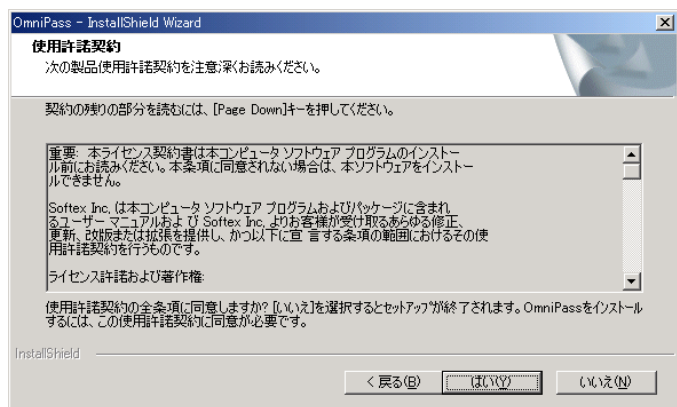 OmniPass - InstallShield Wizard
使用許諾契約
次の製品使用許諾契約を注意深くお読みください。
契約の残りの部分を読むには、[Page Down]キーを押してください。
重要: 本ライセンス契約書は本コンピュータ ソフトウェア プログラムのインストー
ル前にお読みください。本条項に同意されない場合は、本ソフトウェアをインストー
ルできません。
Softex Inc. は本コンピュータ ソフトウェア プログラムおよびパッケージに含まれ
るユーザー マニュアルおよ び Softex Inc. よりお客様が受け取るあらゆる修正、
更新、改版または拡張を提供し、かつ以下に宣 言する条項の範囲におけるその使
用許諾契約を行うものです。
ライセンス許諾および著作権:
使用許諾契約の全条項に同意しますか? [いいえ]を選択するとセットアップが終了されます。OmniPassをインストール
するには、この使用許諾契約に同意が必要です。
InstallShield
< 戻る(B)
はい(Y)
いいえ(N)